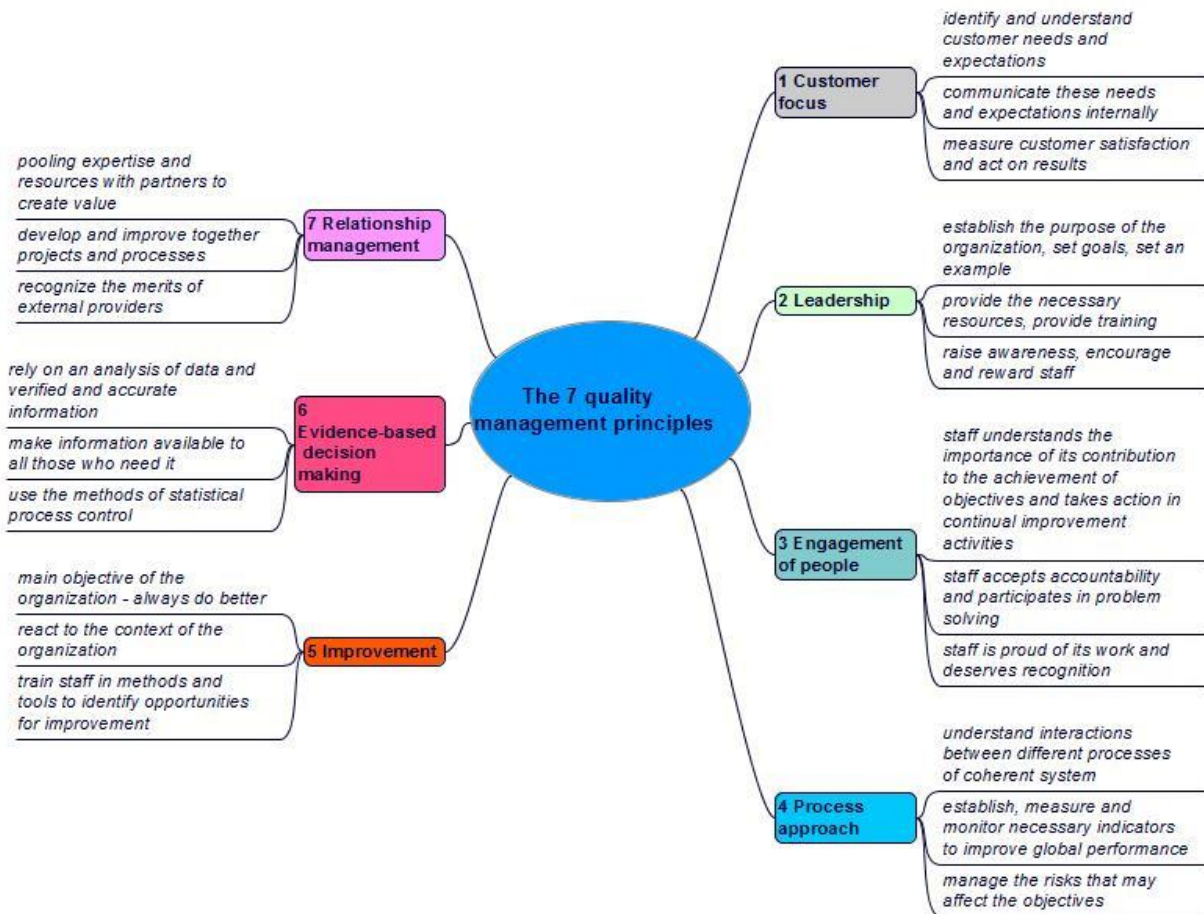 The 7 quality
management principles
1 Customer
focus
identify and understand
customer needs and
expectations
communicate these needs
and expectations internally
measure customer satisfaction
and act on results
2 Leadership
establish the purpose of the
organization, set goals, set an
example
provide the necessary
resources, provide training
raise awareness, encourage
and reward staff
3 Engagement
of people
staff understands the
importance of its contribution
to the achievement of
objectives and takes action in
continual improvement
activities
staff accepts accountability
and participates in problem
solving
staff is proud of its work and
deserves recognition
4 Process
approach
understand interactions
between different processes
of coherent system
establish, measure and
monitor necessary indicators
to improve global performance
manage the risks that may
affect the objectives
5 Improvement
main objective of the
organization - always do better
react to the context of the
organization
train staff in methods and
tools to identify opportunities
for improvement
6
Evidence-based
decision
making
rely on an analysis of data and
verified and accurate
information
make information available to
all those who need it
use the methods of statistical
process control
7 Relationship
management
pooling expertise and
resources with partners to
create value
develop and improve together
projects and processes
recognize the merits of
external providers